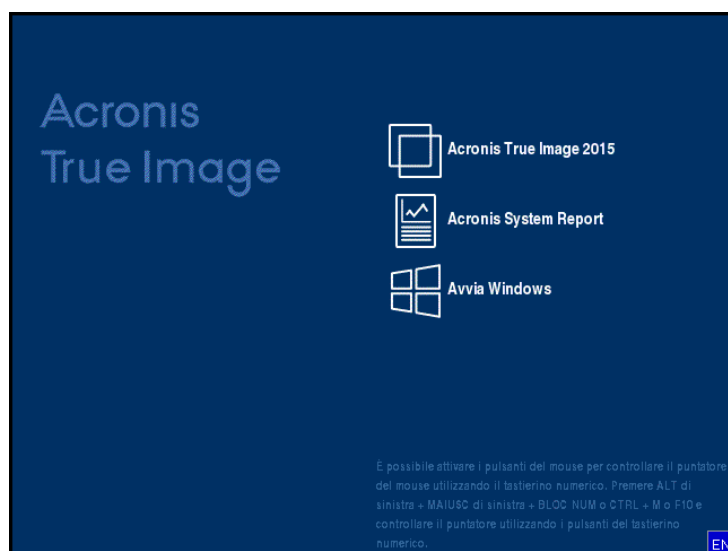 Acronis
True Image
Acronis True Image 2015
Acronis System Report
Avvia Windows
È possibile attivare i pulsanti del mouse per controllare il puntatore
del mouse utilizzando il tastierino numerico. Premere ALT di
sinistra + MAIUSC di sinistra + BLOC NUM o CTRL + M o F10 e
controllare il puntatore utilizzando i pulsanti del tastierino
numerico.
EN